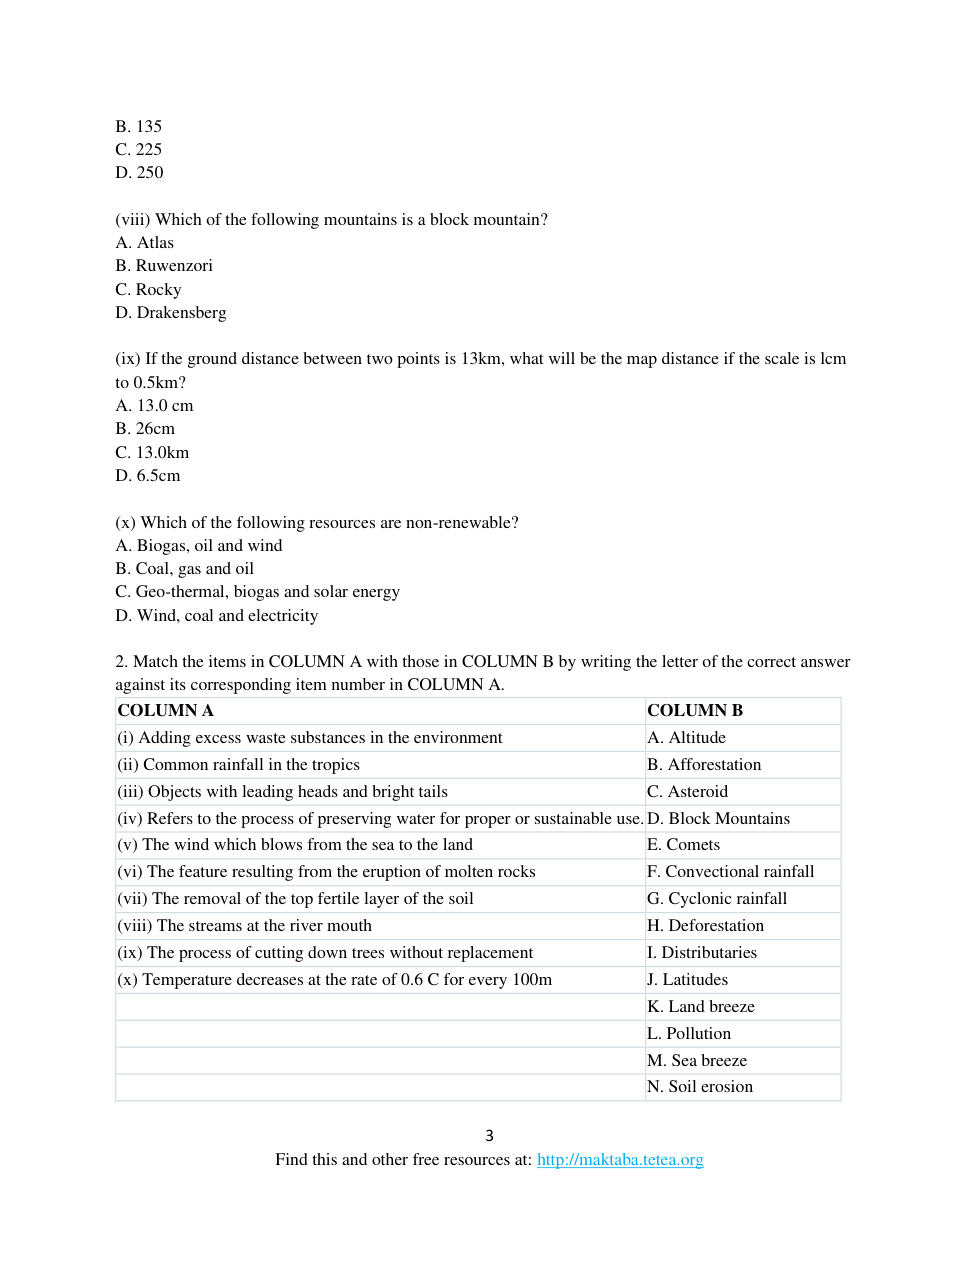 B. 135
C. 225
D. 250
(viii) Which of the following mountains is a block mountain?
A. Atlas
B. Ruwenzori
C. Rocky
D. Drakensberg
(ix) If the ground distance between two points is 13km, what will be the map distance if the scale is lcm
to 0.5km?
A. 13.0 cm
B. 26cm
C. 13.0km
D. 6.5cm
(x) Which of the following resources are non-renewable?
A. Biogas, oil and wind
B. Coal, gas and oil
C. Geo-thermal, biogas and solar energy
D. Wind, coal and electricity
2. Match the items in COLUMN A with those in COLUMN B by writing the letter of the correct answer
against its corresponding item number in COLUMN A.
COLUMN A COLUMN B
(i) Adding excess waste substances in the environment A. Altitude
(ii) Common rainfall in the tropics B. Afforestation
(iii) Objects with leading heads and bright tails C. Asteroid
(iv) Refers to the process of preserving water for proper or sustainable use. D. Block Mountains
(v) The wind which blows from the sea to the land E. Comets
(vi) The feature resulting from the eruption of molten rocks F. Convectional rainfall
(vii) The removal of the top fertile layer of the soil G. Cyclonic rainfall
(viii) The streams at the river mouth H. Deforestation
(ix) The process of cutting down trees without replacement I. Distributaries
(x) Temperature decreases at the rate of 0.6 C for every 100m J. Latitudes
K. Land breeze
L. Pollution
M. Sea breeze
N. Soil erosion
3
Find this and other free resources at: http://maktaba.tetea.org